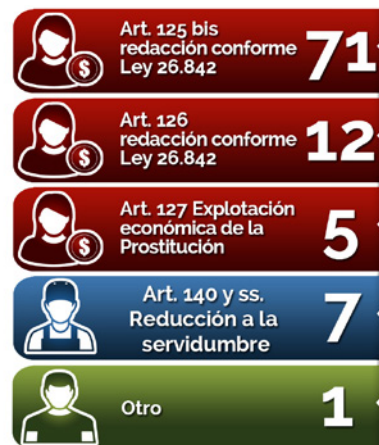 Art. 125 bis
redacción conforme
Ley 26.842
71
$
Art. 126
redacción conforme
Ley 26.842
12
$
Art. 127 Explotación
económica de la
Prostitución
5
$
Art. 140 y ss.
Reducción a la
servidumbre
7
Otro
1